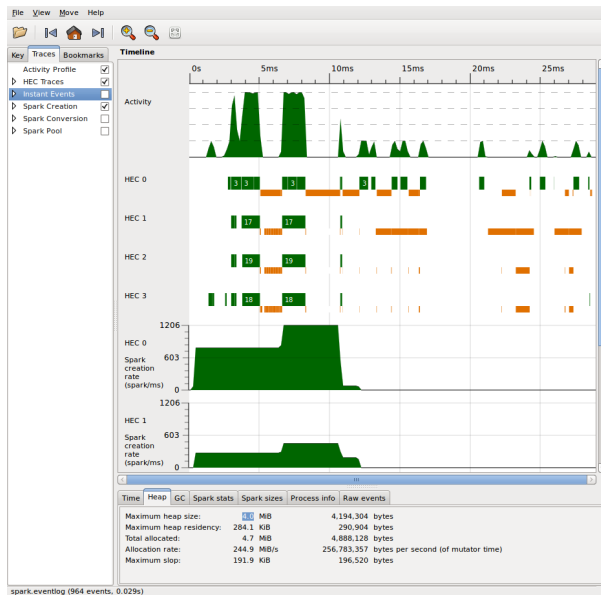 File View Move Help
Key Traces Bookmarks
Activity Profile
HEC Traces
Instant Events
Spark Creation
Spark Conversion
Spark Pool
Timeline
0s 5ms 10ms 15ms 20ms 25ms
Activity
HEC 0 3 3 3 3
HEC 1 17 17
HEC 2 19 19
HEC 3 18 18
1206
HEC 0
Spark
creation
rate
(spark/ms)
603
0
1206
HEC 1
Spark
creation
rate
(spark/ms)
603
0
Time Heap GC Spark stats Spark sizes Process info Raw events
Maximum heap size: 4.0 MiB 4,194,304 bytes
Maximum heap residency: 284.1 KiB 290,904 bytes
Total allocated: 4.7 MiB 4,888,128 bytes
Allocation rate: 244.9 MiB/s 256,783,357 bytes per second (of mutator time)
Maximum slop: 191.9 KiB 196,520 bytes
spark.eventlog (964 events, 0.029s)